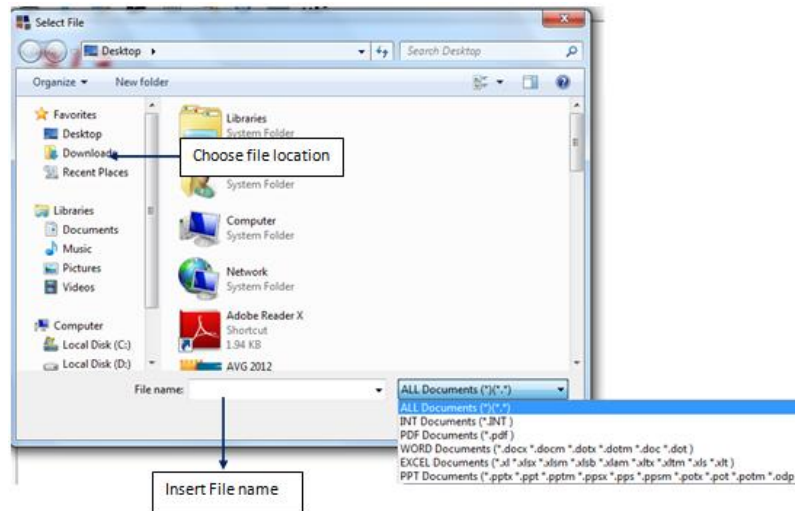 Select File
Desktop
Search Desktop
Organize
New folder
Favorites
Desktop
Downloads
Recent Places
Libraries
Documents
Music
Pictures
Videos
Computer
Local Disk (C:)
Local Disk (D:)
Libraries
System Folder
Choose file location
System Folder
Computer
System Folder
Network
System Folder
Adobe Reader X
Shortcut
1.94 KB
AVG 2012
File name:
ALL Documents (*)(*.*)
ALL Documents (*)(*.*)
INT Documents (*.INT )
PDF Documents (*.pdf )
WORD Documents (*.docx *.docm *.dotx *.dotm *.doc *.dot )
EXCEL Documents (*.xl *.xlsx *.xlsm *.xlsb *.xlam *.xltx *.xltm *.xls *.xlt )
PPT Documents (*.pptx *.ppt *.pptm *.ppsx *.pps *.ppsm *.potx *.pot *.potm *.odp
Insert File name